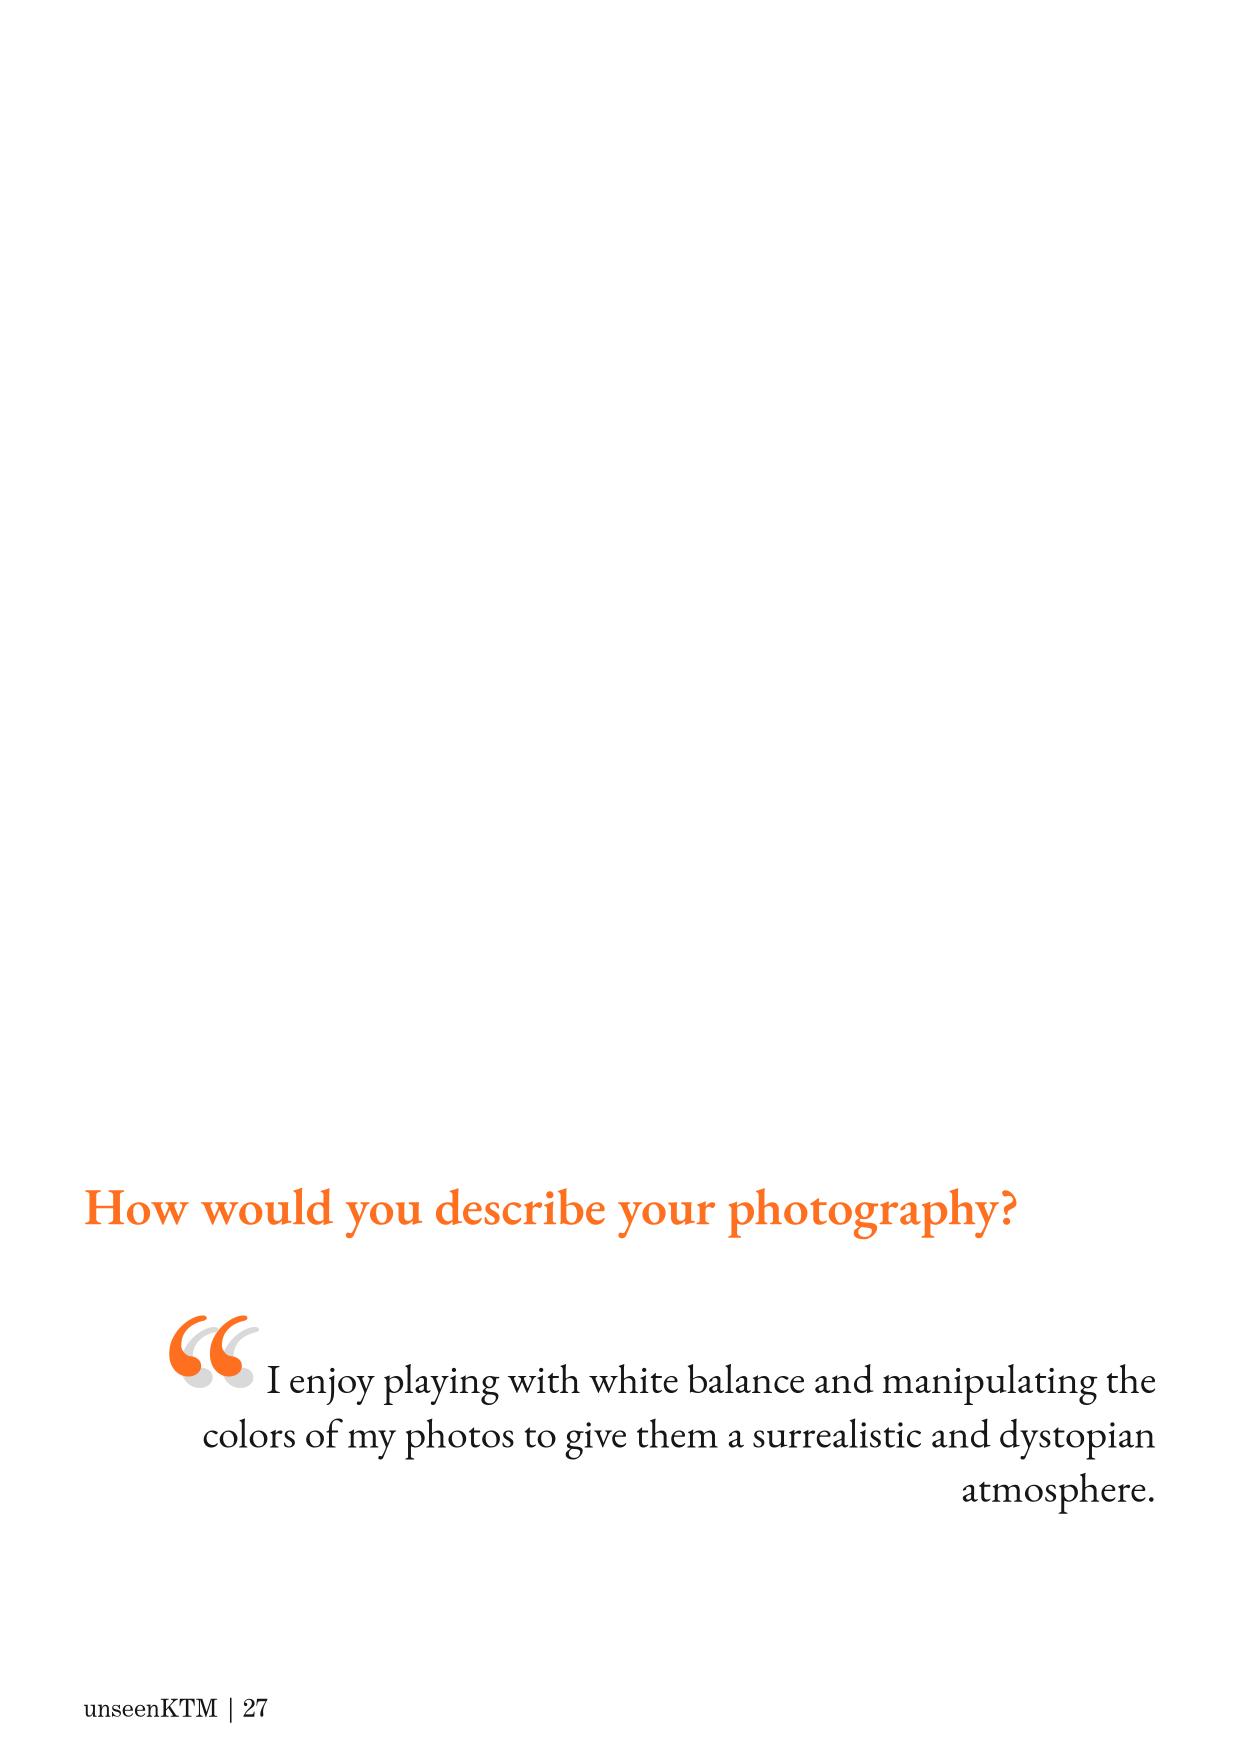 How would you describe your photography?
“ I enjoy playing with white balance and manipulating the
colors of my photos to give them a surrealistic and dystopian
atmosphere.
unseenKTM | 27